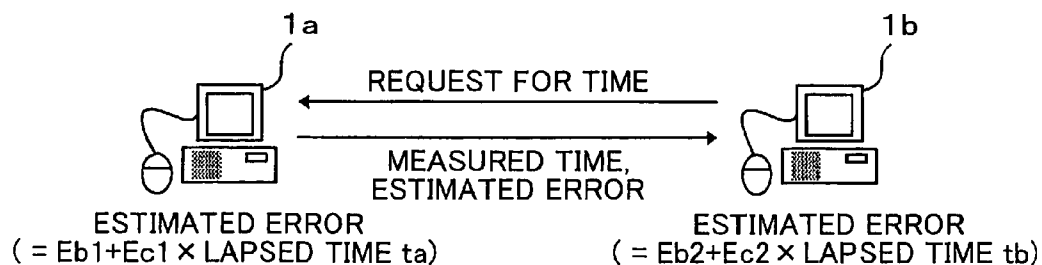 1a
1b
REQUEST FOR TIME
MEASURED TIME,
ESTIMATED ERROR
ESTIMATED ERROR
( = Eb1+Ec1 × LAPSED TIME ta)
ESTIMATED ERROR
( = Eb2+Ec2 × LAPSED TIME tb)